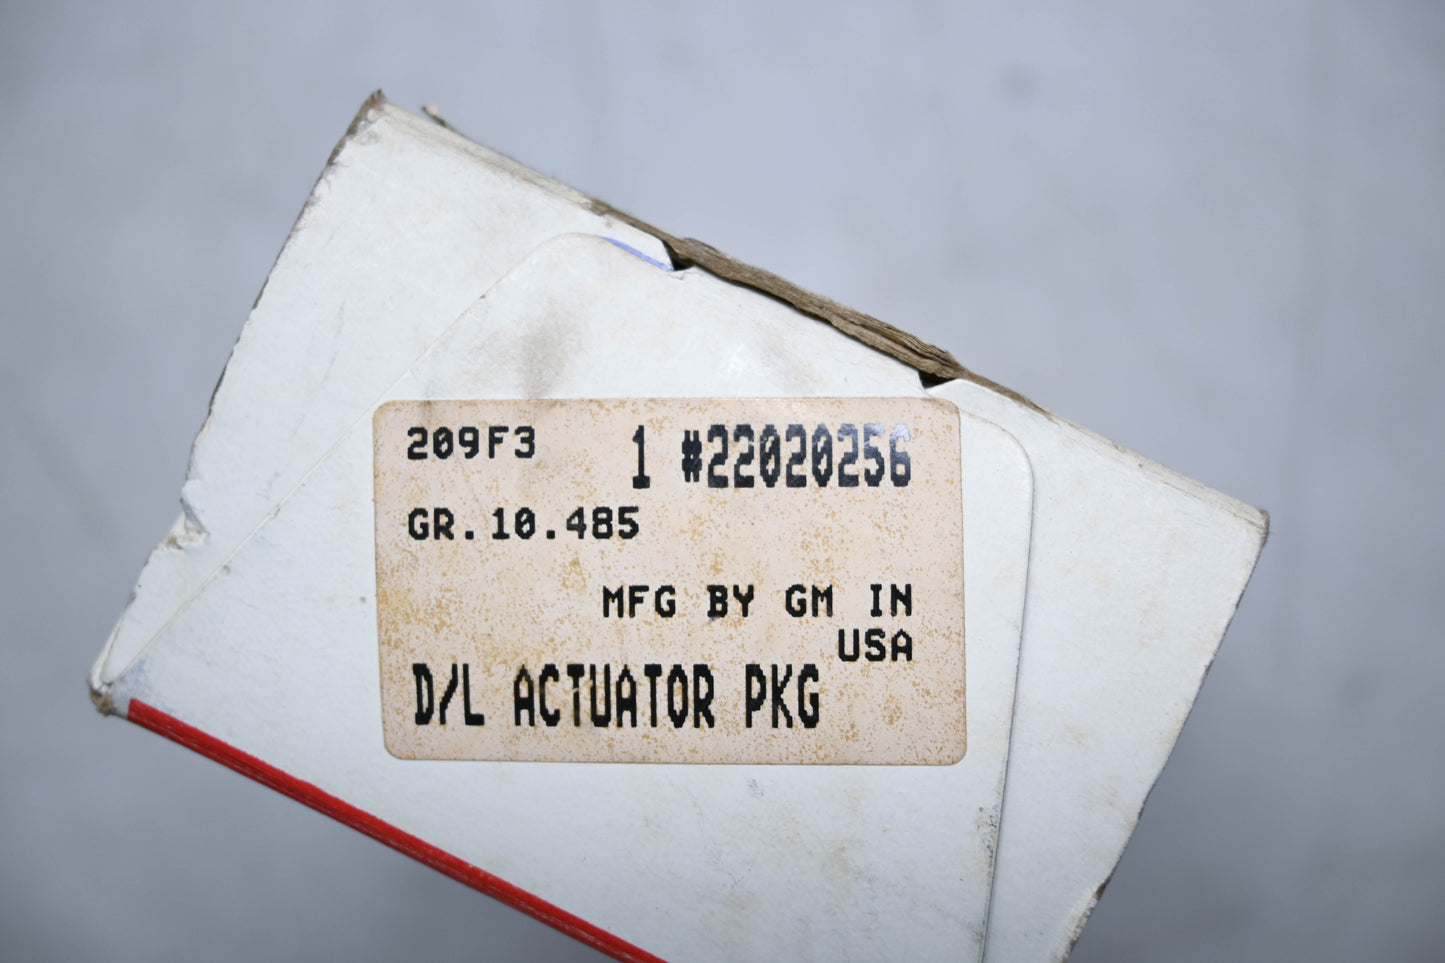 209F3 1 #22020256
GR.10.485
MFG BY GM IN
USA
D/L ACTUATOR PKG